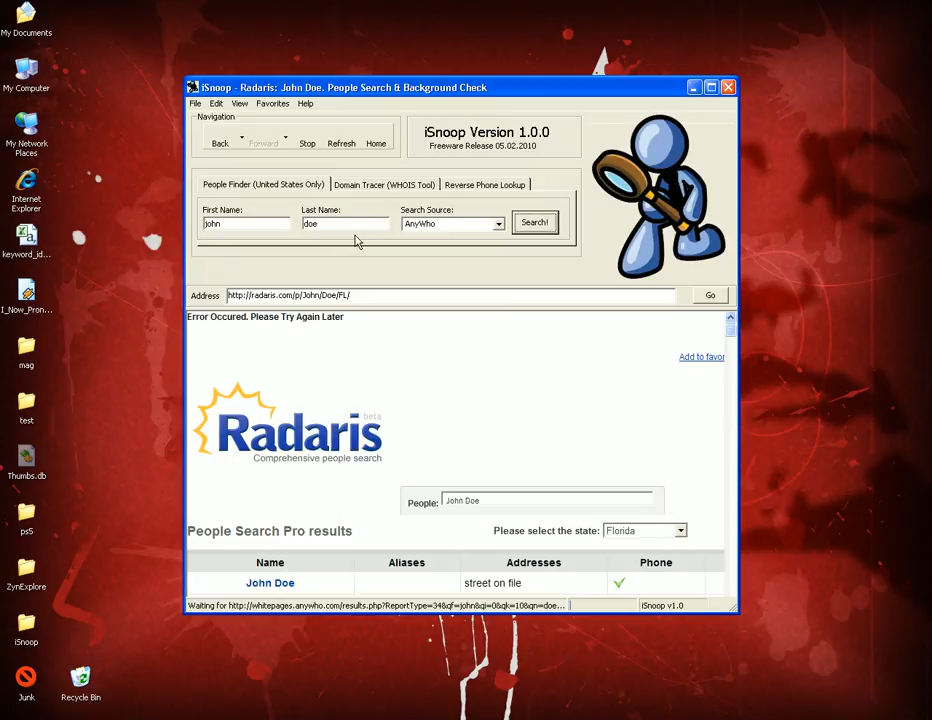 My Documents
My Computer
My Network
Places
Internet
Explorer
keyword_id...
I_Now_Pron...
mag
test
Thumbs.db
ps5
ZynExplore
iSnoop
Junk
Recycle Bin
iSnoop - Radaris: John Doe. People Search & Background Check
File Edit View Favorites Help
Navigation
Back Forward Stop Refresh Home
iSnoop Version 1.0.0
Freeware Release 05.02.2010
People Finder (United States Only) Domain Tracer (WHOIS Tool) Reverse Phone Lookup
First Name: Last Name: Search Source:
john doe AnyWho Search!
Address http://radaris.com/p/John/Doe/FL/ Go
Error Occured. Please Try Again Later
Add to favor
Radaris beta
Comprehensive people search
People: John Doe
People Search Pro results Please select the state: Florida
Name Aliases Addresses Phone
John Doe street on file
Waiting for http://whitepages.anywho.com/results.php?ReportType=34&qf=john&qi=0&qk=10&qn=doe... iSnoop v1.0